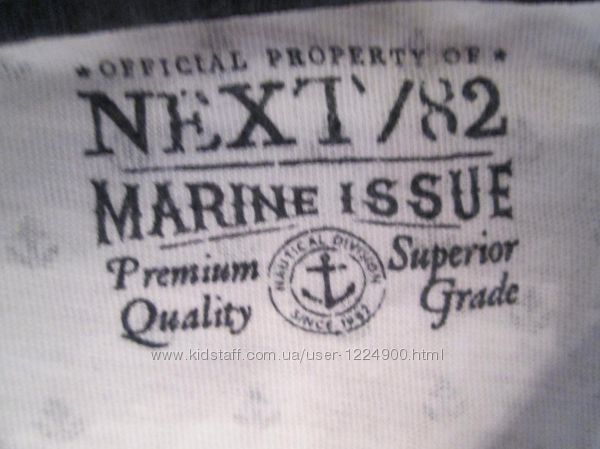 * OFFICIAL PROPERTY OF *
NEXT/82
MARINE ISSUE
Premium Quality
NAUTICAL DIVISION
SINCE 1982
Superior Grade
www.kidstaff.com.ua/user-1224900.html